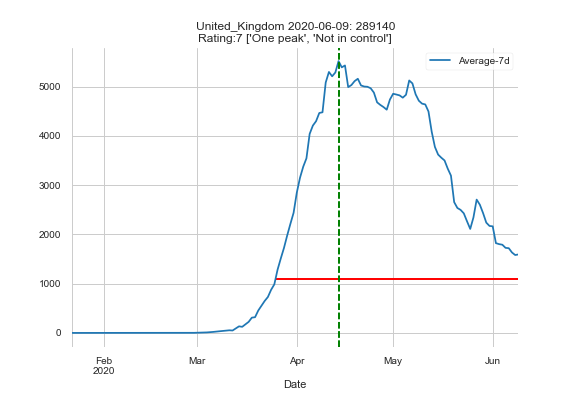 United_Kingdom 2020-06-09: 289140
Rating:7 ['One peak', 'Not in control']
Average-7d
5000
4000
3000
2000
1000
0
Feb
2020
Mar
Apr
May
Jun
Date